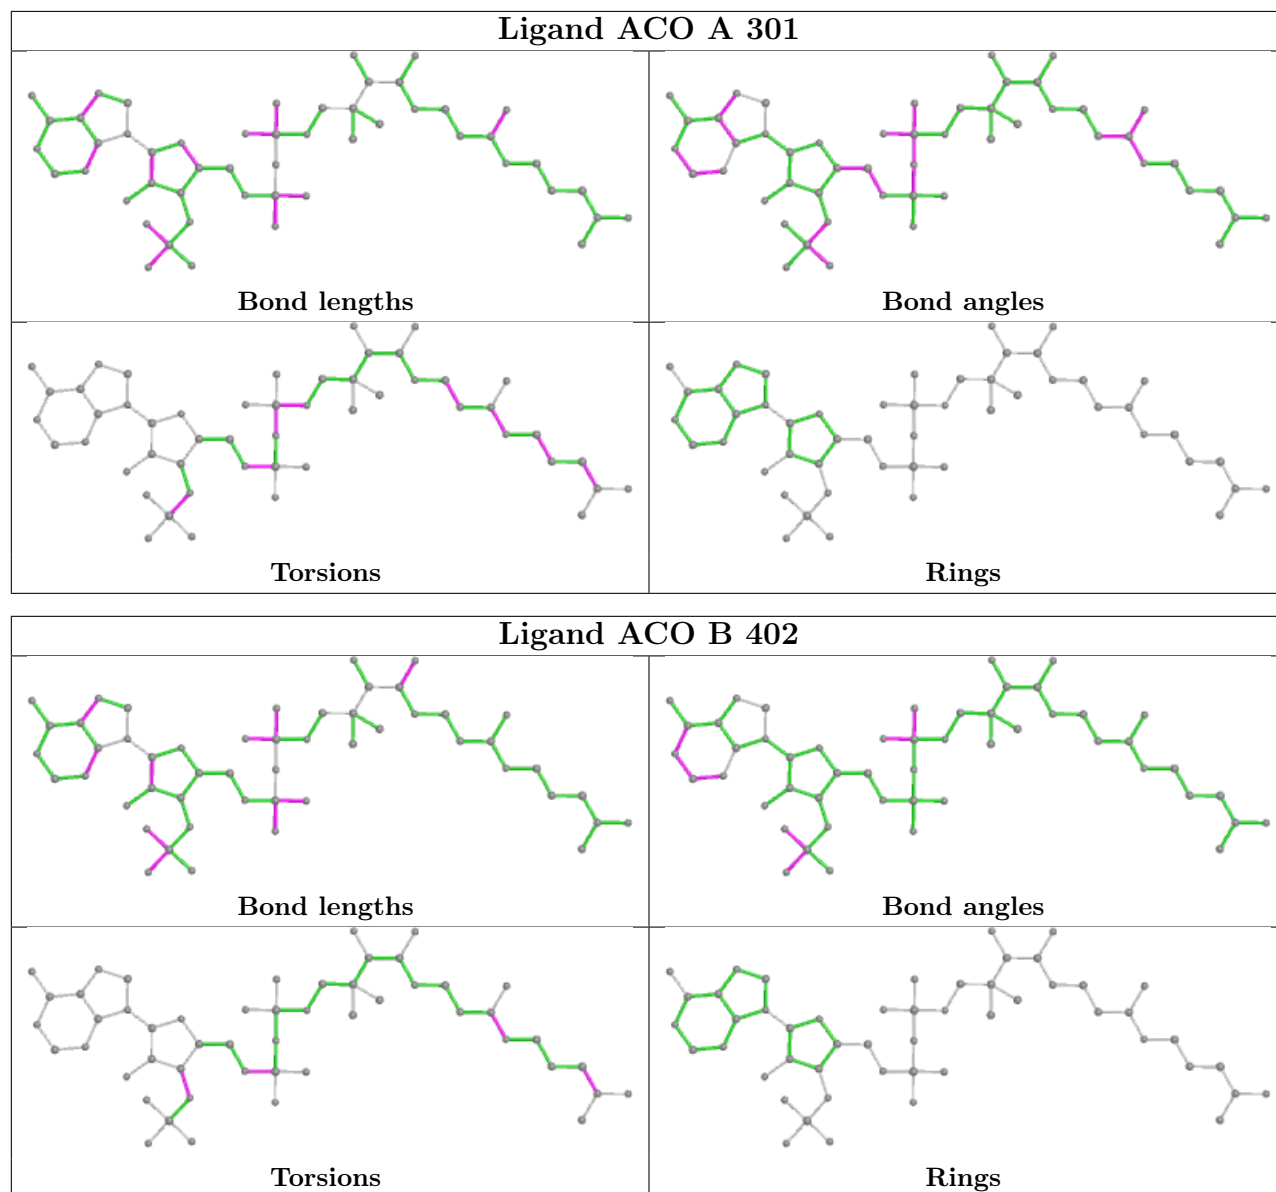 Ligand ACO A 301
Bond lengths
Bond angles
Torsions
Rings
Ligand ACO B 402
Bond lengths
Bond angles
Torsions
Rings